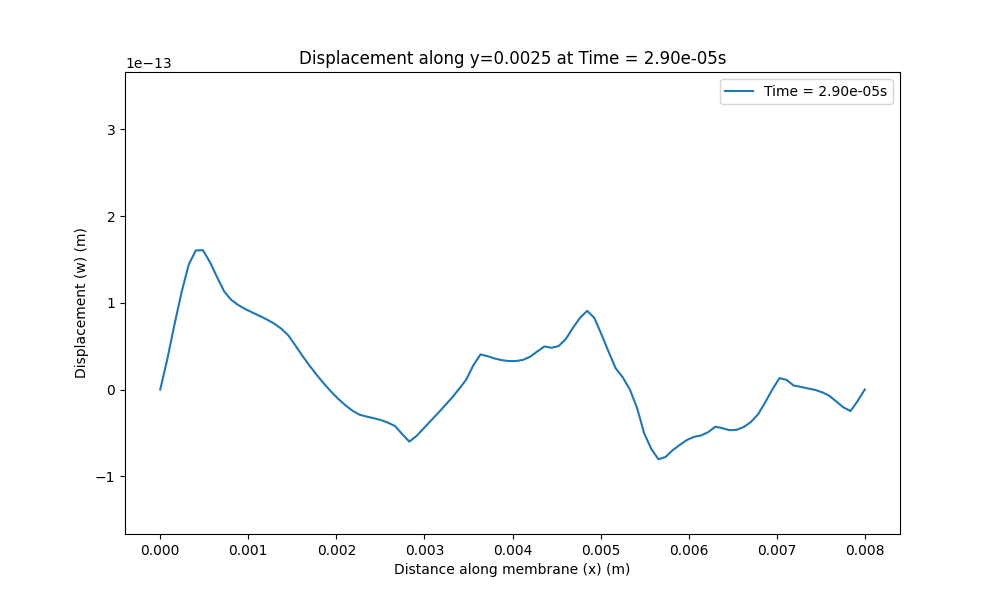 Displacement along y=0.0025 at Time = 2.90e-05s
1e−13
Time = 2.90e-05s
3
2
1
0
−1
Displacement (w) (m)
0.000 0.001 0.002 0.003 0.004 0.005 0.006 0.007 0.008
Distance along membrane (x) (m)